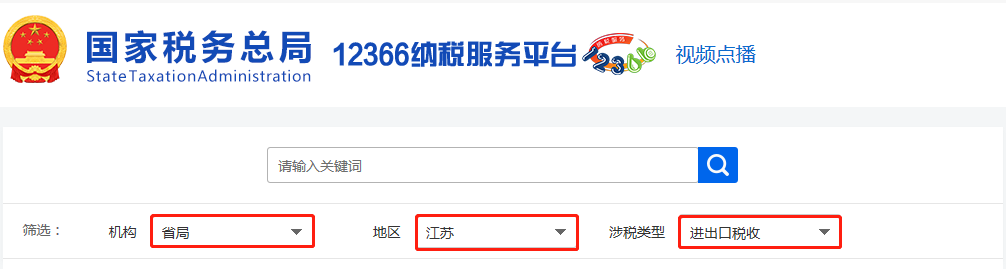 国家税务总局
StateTaxationAdministration
12366纳税服务平台
12366
视频点播
请输入关键词
筛选：
机构 省局 地区 江苏 涉税类型 进出口税收